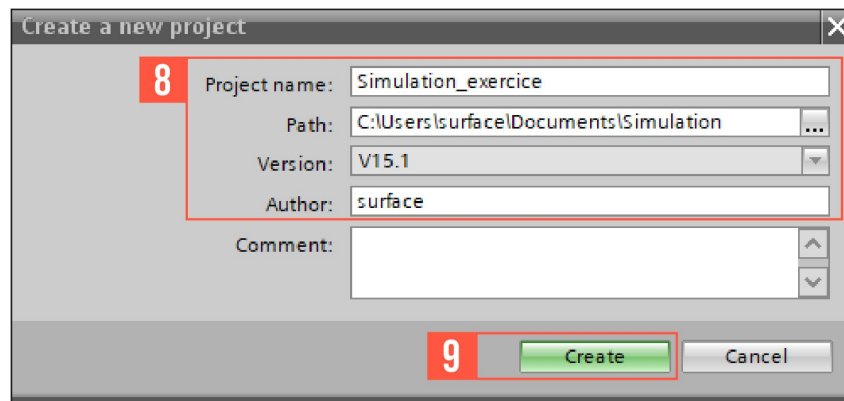 Create a new project
8
Project name: Simulation_exercice
Path: C:\Users\surface\Documents\Simulation ...
Version: V15.1
Author: surface
Comment:
9 Create Cancel